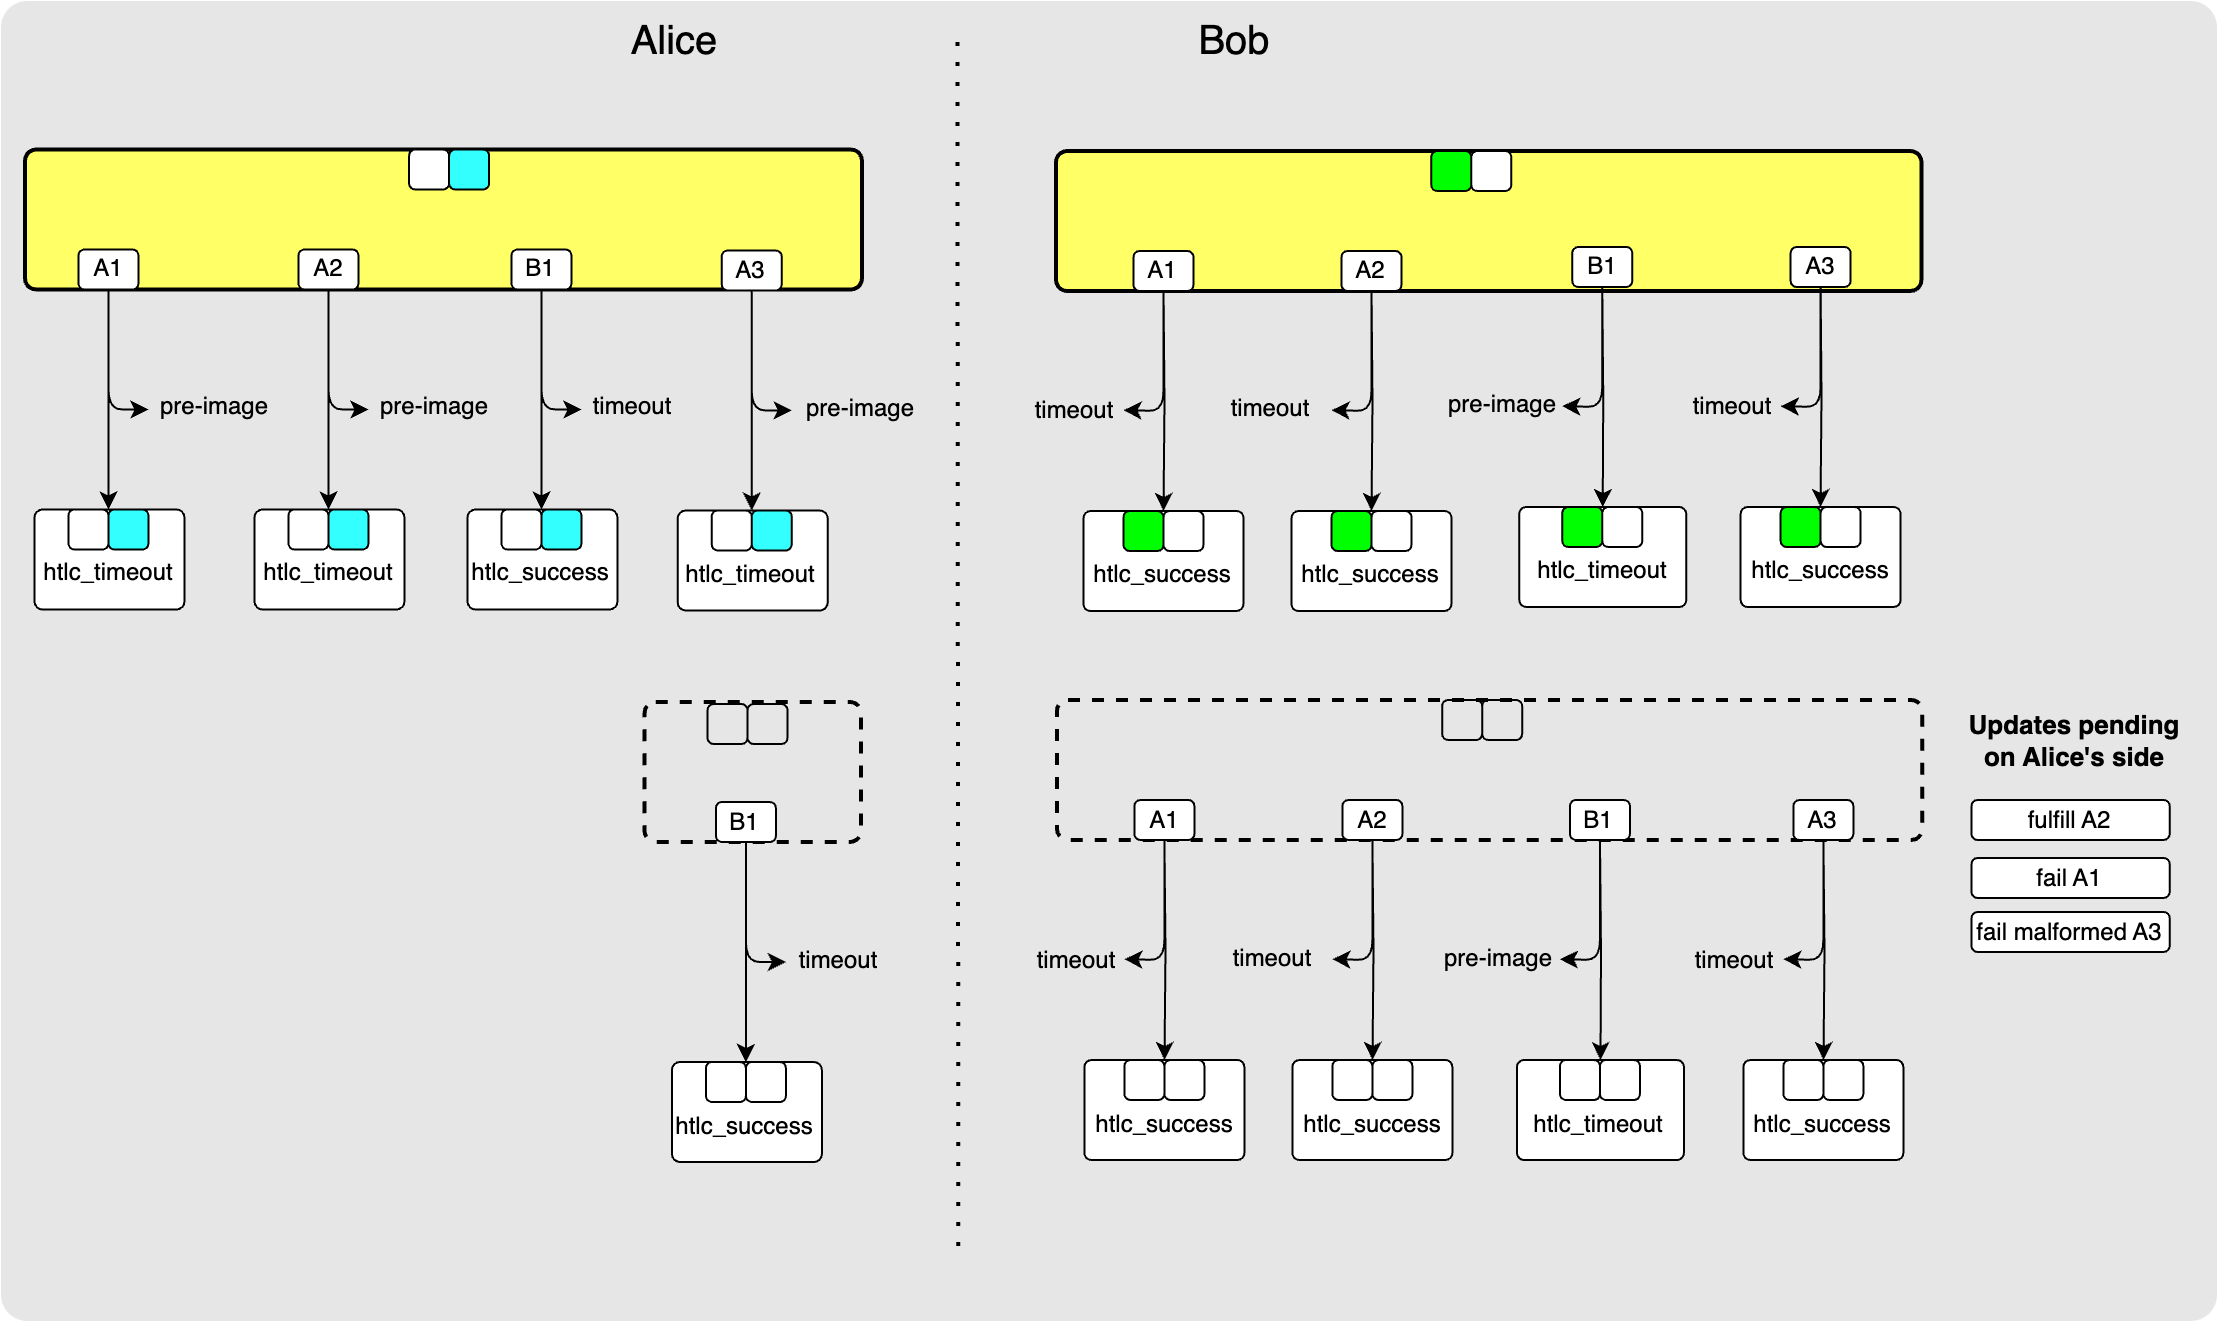 Alice
Bob
A1
A2
B1
A3
A1
A2
B1
A3
pre-image
pre-image
timeout
pre-image
timeout
timeout
pre-image
timeout
htlc_timeout
htlc_timeout
htlc_success
htlc_timeout
htlc_success
htlc_success
htlc_timeout
htlc_success
Updates pending
on Alice's side
B1
A1
A2
B1
A3
fulfill A2
fail A1
fail malformed A3
timeout
timeout
timeout
pre-image
timeout
htlc_success
htlc_success
htlc_success
htlc_timeout
htlc_success